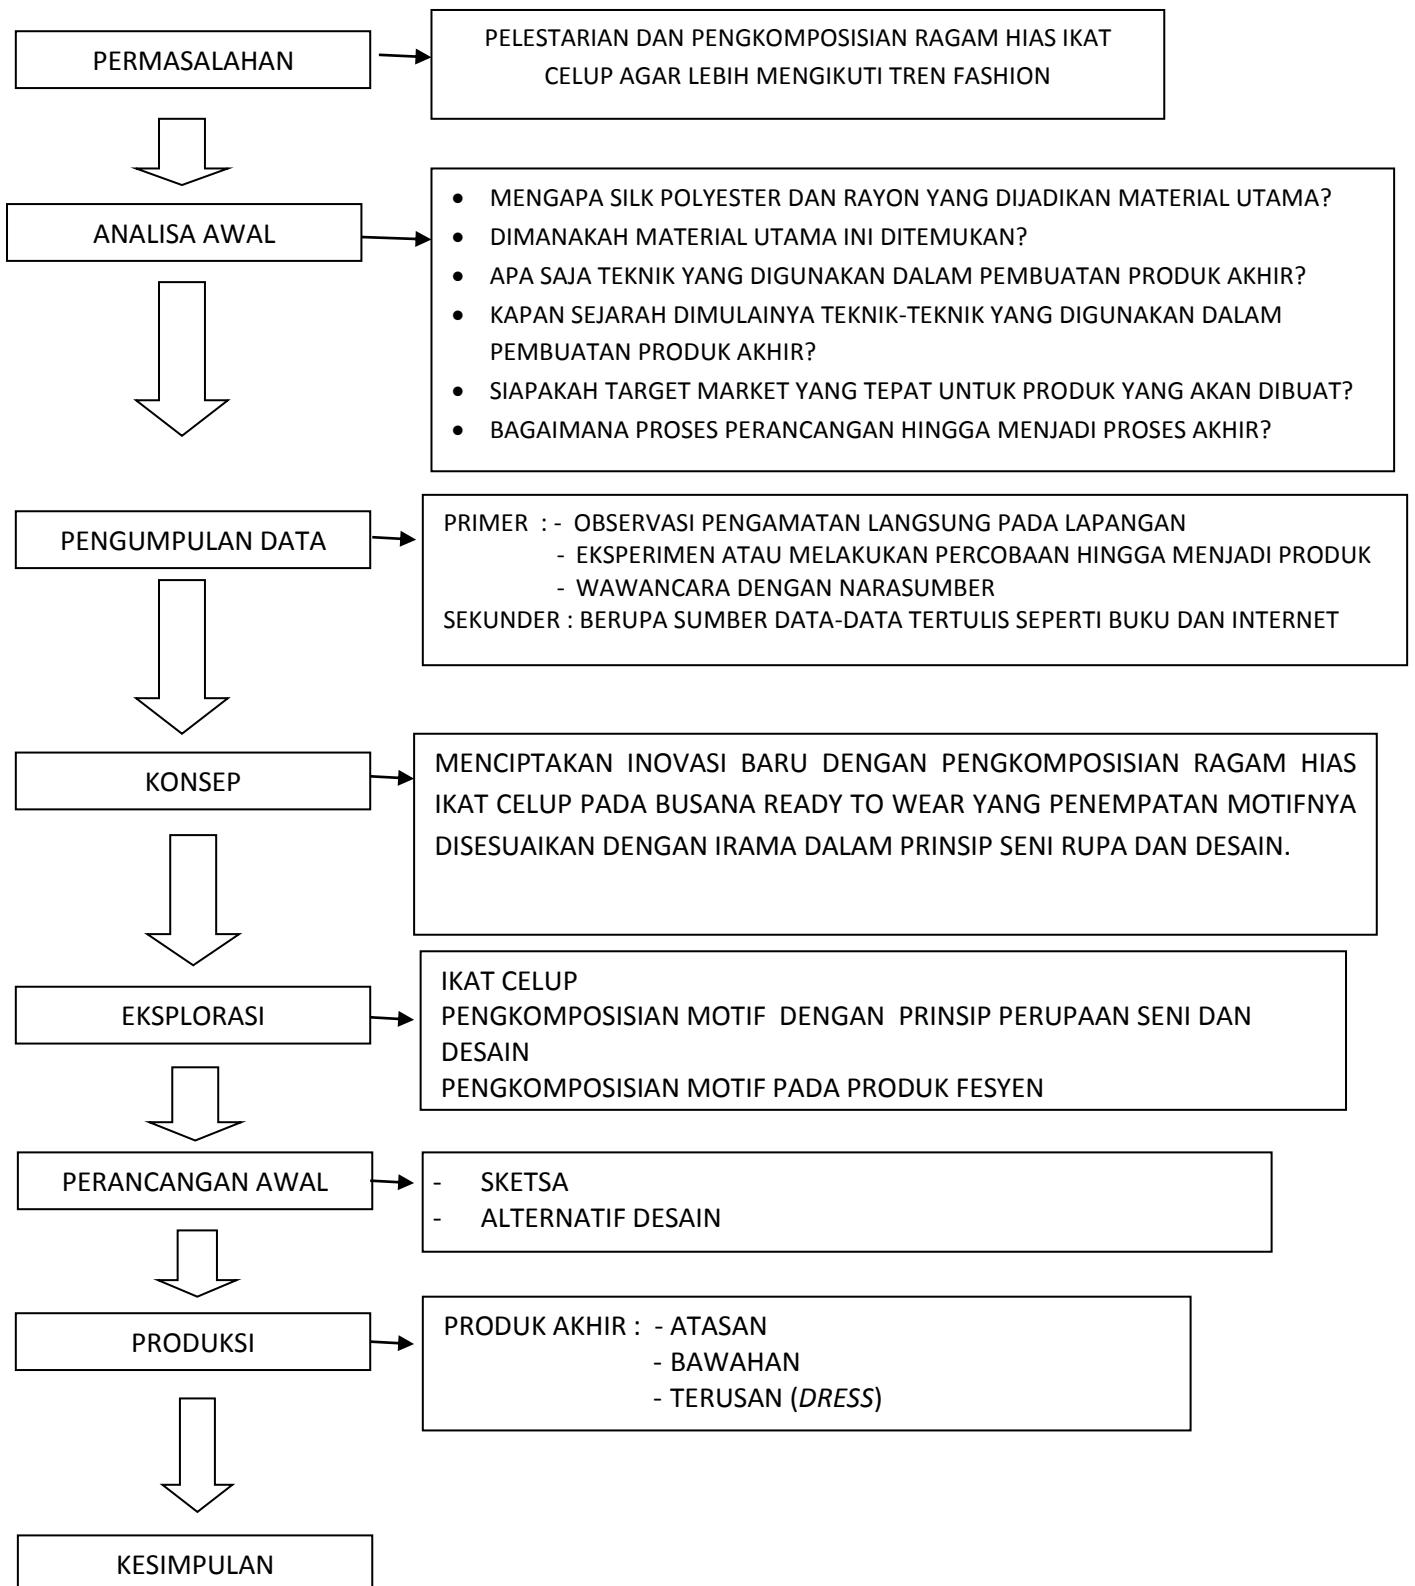 PERMASALAHAN
PELESTARIAN DAN PENGKOMPOSISIAN RAGAM HIAS IKAT
CELUP AGAR LEBIH MENGIKUTI TREN FASHION
ANALISA AWAL
• MENGAPA SILK POLYESTER DAN RAYON YANG DIJADIKAN MATERIAL UTAMA?
• DIMANAKAH MATERIAL UTAMA INI DITEMUKAN?
• APA SAJA TEKNIK YANG DIGUNAKAN DALAM PEMBUATAN PRODUK AKHIR?
• KAPAN SEJARAH DIMULAINYA TEKNIK-TEKNIK YANG DIGUNAKAN DALAM
PEMBUATAN PRODUK AKHIR?
• SIAPAKAH TARGET MARKET YANG TEPAT UNTUK PRODUK YANG AKAN DIBUAT?
• BAGAIMANA PROSES PERANCANGAN HINGGA MENJADI PROSES AKHIR?
PENGUMPULAN DATA
PRIMER : - OBSERVASI PENGAMATAN LANGSUNG PADA LAPANGAN
- EKSPERIMEN ATAU MELAKUKAN PERCOBAAN HINGGA MENJADI PRODUK
- WAWANCARA DENGAN NARASUMBER
SEKUNDER : BERUPA SUMBER DATA-DATA TERTULIS SEPERTI BUKU DAN INTERNET
KONSEP
MENCIPTAKAN INOVASI BARU DENGAN PENGKOMPOSISIAN RAGAM HIAS
IKAT CELUP PADA BUSANA READY TO WEAR YANG PENEMPATAN MOTIFNYA
DISESUAIKAN DENGAN IRAMA DALAM PRINSIP SENI RUPA DAN DESAIN.
EKSPLORASI
IKAT CELUP
PENGKOMPOSISIAN MOTIF DENGAN PRINSIP PERUPAAN SENI DAN
DESAIN
PENGKOMPOSISIAN MOTIF PADA PRODUK FESYEN
PERANCANGAN AWAL
- SKETSA
- ALTERNATIF DESAIN
PRODUKSI
PRODUK AKHIR : - ATASAN
- BAWAHAN
- TERUSAN (DRESS)
KESIMPULAN